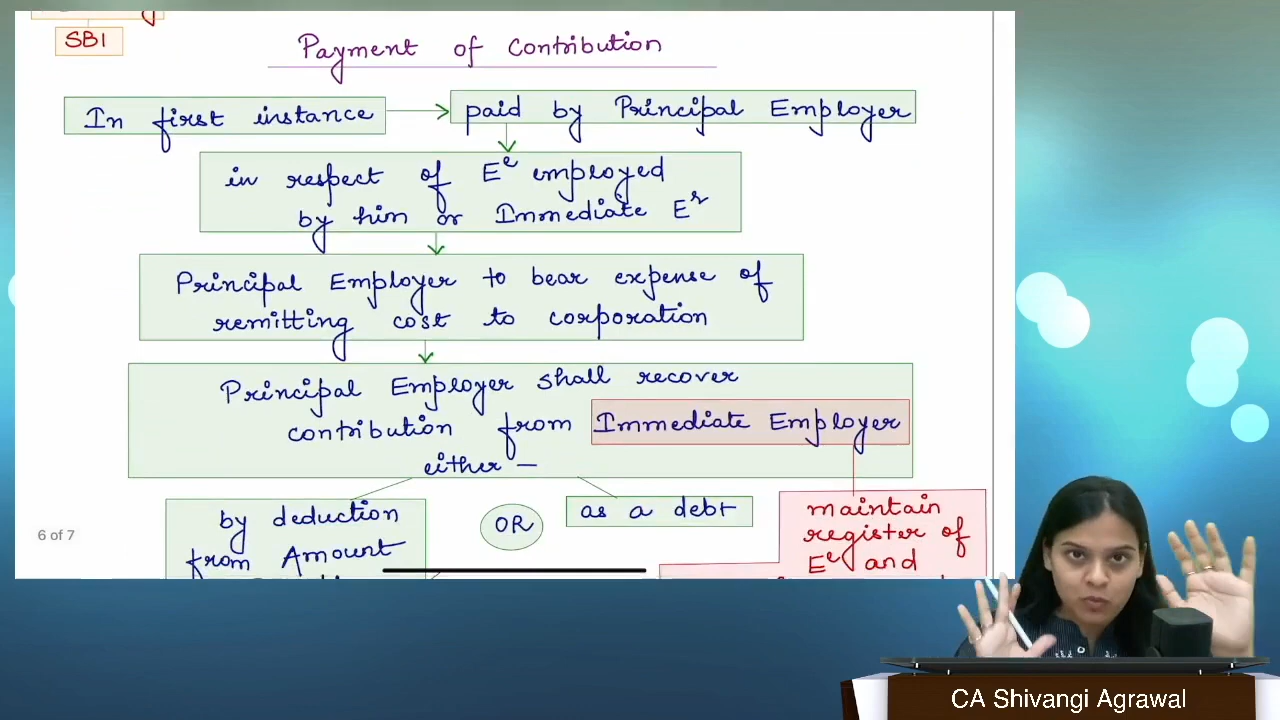 SBI
Payment of Contribution
In first instance
paid by Principal Employer
in respect of Eᵉ employed
by him or Immediate Eʳ
Principal Employer to bear expense of
remitting cost to corporation
Principal Employer shall recover
contribution from Immediate Employer
either –
by deduction
from Amount
OR
as a debt
maintain
register of
Eᵉ and
6 of 7
CA Shivangi Agrawal